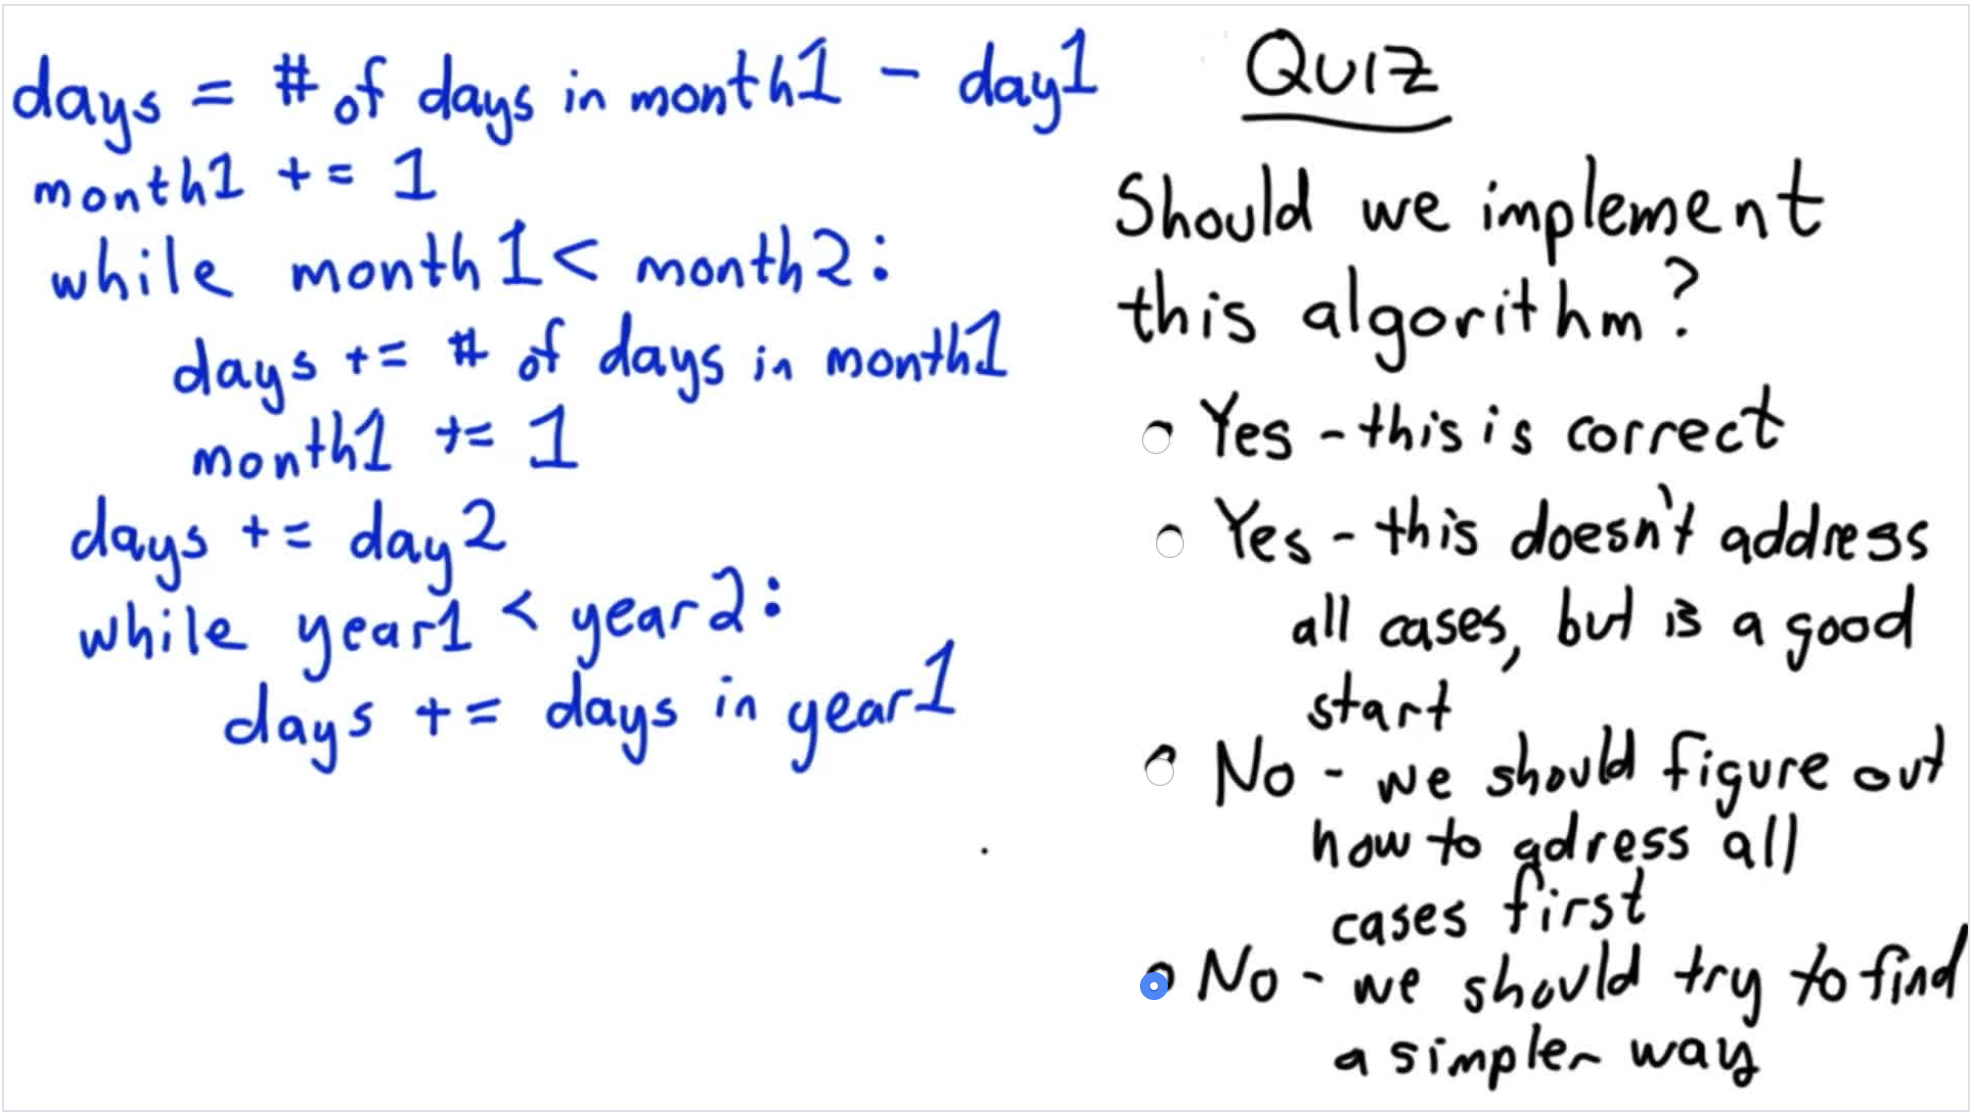 days = # of days in month1 - day1
month1 += 1
while month1 < month2:
days += # of days in month1
month1 += 1
days += day2
while year1 < year2:
days += days in year1
Quiz
Should we implement
this algorithm?
Yes - this is correct
Yes - this doesn't address
all cases, but is a good
start
No - we should figure out
how to adress all
cases first
No - we should try to find
a simpler way